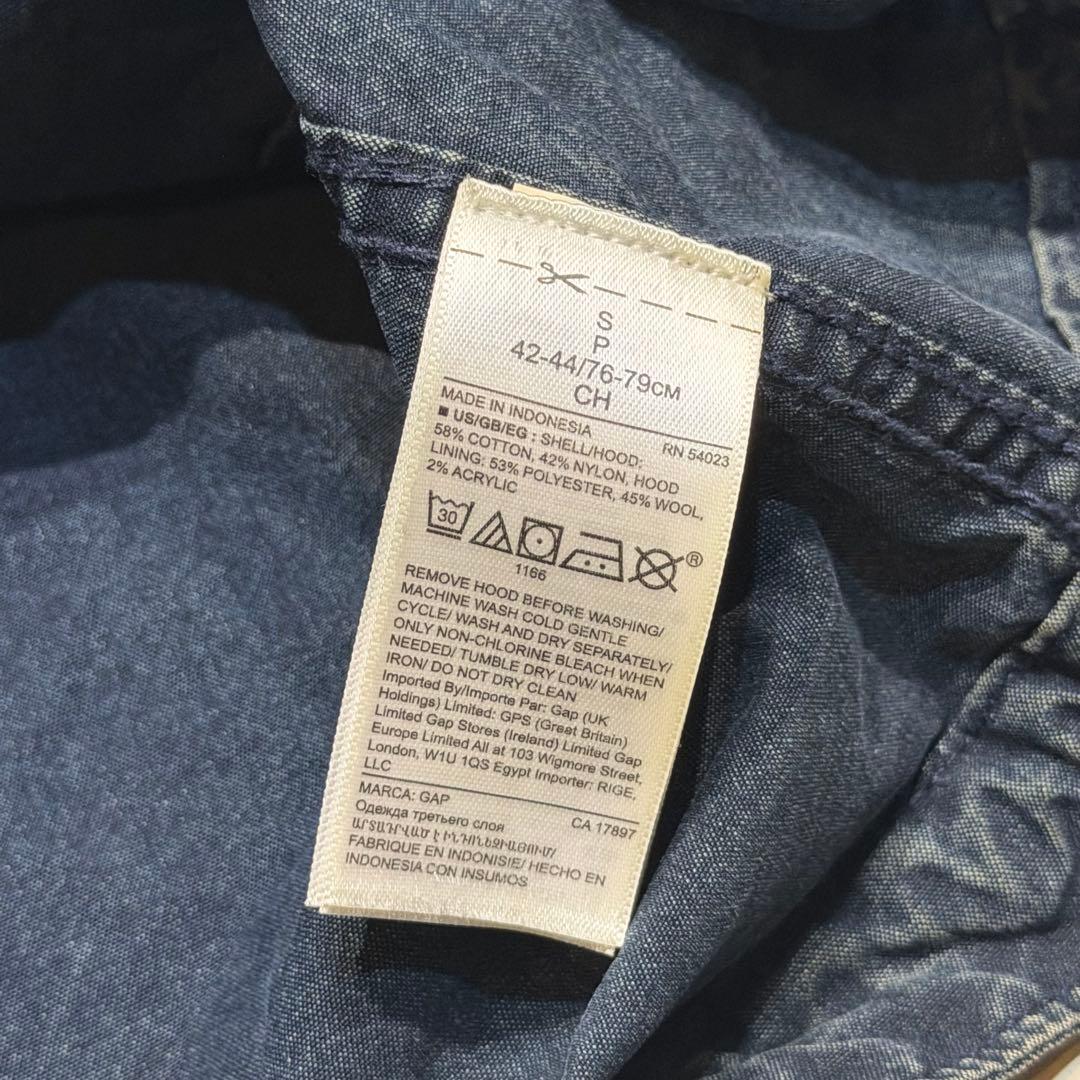 S
P
42-44/76-79СМ
CH
MADE IN INDONESIA
RN 54023
■ US/GB/EG : SHELL/HOOD:
58% COTTON, 42% NYLON, HOOD
LINING: 53% POLYESTER, 45% WOOL,
2% ACRYLIC
30
1166
®
REMOVE HOOD BEFORE WASHING/
MACHINE WASH COLD GENTLE
CYCLE/ WASH AND DRY SEPARATELY/
ONLY NON-CHLORINE BLEACH WHEN
NEEDED/ TUMBLE DRY LOW/ WARM
IRON/ DO NOT DRY CLEAN
Imported By/Importe Par: Gap (UK
Holdings) Limited: GPS (Great Britain)
Limited Gap Stores (Ireland) Limited Gap
Europe Limited All at 103 Wigmore Street,
London, W1U 1QS Egypt Importer: RIGE,
LLC
MARCA: GAP
CA 17897
Одежда третьего слоя
ԱՐՏԱԴՐՎԱԾ Է ԻՆԴՈՆԵԶԻԱՅՈՒՄ/
FABRIQUE EN INDONISIE/ HECHO EN
INDONESIA CON INSUMOS